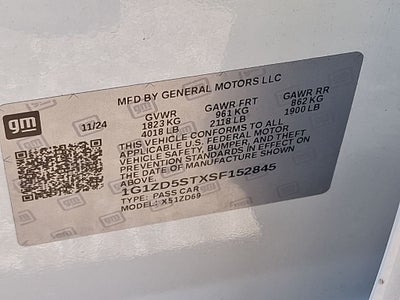 MFD BY GENERAL MOTORS LLC
gm
11/24
GVWR GAWR FRT GAWR RR
1823 KG 961 KG 862 KG
4018 LB 2118 LB 1900 LB
THIS VEHICLE CONFORMS TO ALL
APPLICABLE U.S. FEDERAL MOTOR
VEHICLE SAFETY, BUMPER, AND THEFT
PREVENTION STANDARDS IN EFFECT ON
THE DATE OF MANUFACTURE SHOWN
ABOVE.
1G1ZD5STXSF152845
TYPE: PASS CAR
MODEL: X51ZD69